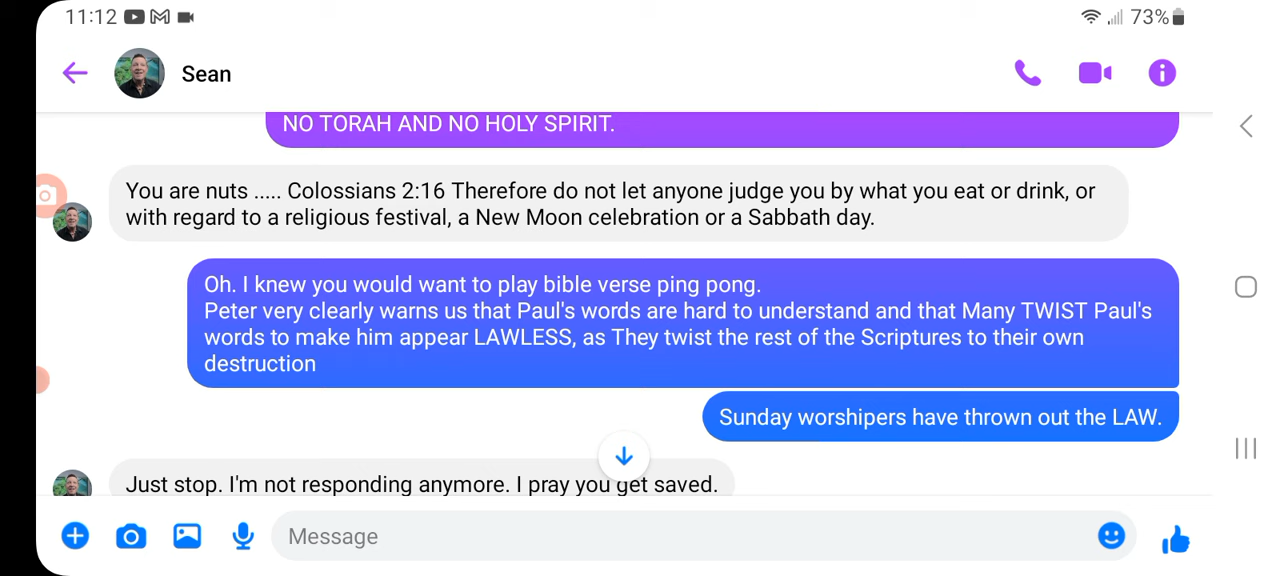 11:12 73%
Sean
NO TORAH AND NO HOLY SPIRIT.
You are nuts ..... Colossians 2:16 Therefore do not let anyone judge you by what you eat or drink, or
with regard to a religious festival, a New Moon celebration or a Sabbath day.
Oh. I knew you would want to play bible verse ping pong.
Peter very clearly warns us that Paul's words are hard to understand and that Many TWIST Paul's
words to make him appear LAWLESS, as They twist the rest of the Scriptures to their own
destruction
Sunday worshipers have thrown out the LAW.
Just stop. I'm not responding anymore. I pray you get saved.
Message